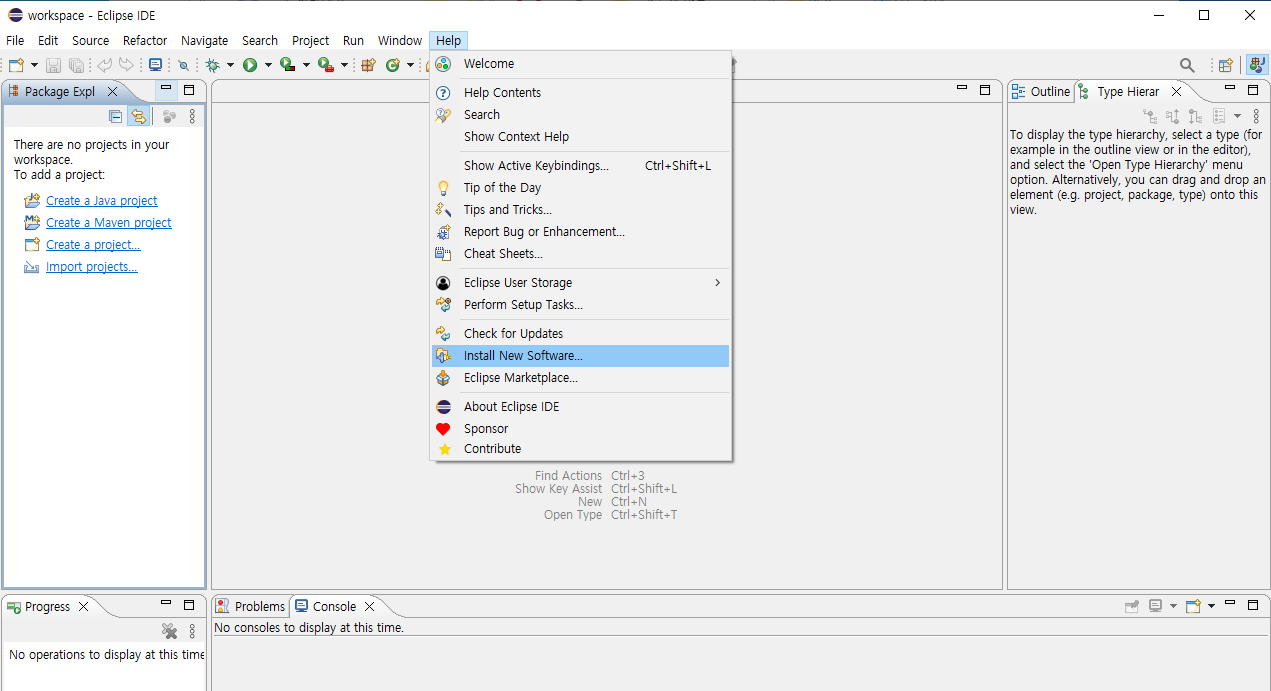 workspace - Eclipse IDE
File Edit Source Refactor Navigate Search Project Run Window Help
Welcome
Help Contents
Search
Show Context Help
Show Active Keybindings... Ctrl+Shift+L
Tip of the Day
Tips and Tricks...
Report Bug or Enhancement...
Cheat Sheets...
Eclipse User Storage
Perform Setup Tasks...
Check for Updates
Install New Software...
Eclipse Marketplace...
About Eclipse IDE
Sponsor
Contribute
Package Expl
There are no projects in your
workspace.
To add a project:
Create a Java project
Create a Maven project
Create a project...
Import projects...
Find Actions Ctrl+3
Show Key Assist Ctrl+Shift+L
New Ctrl+N
Open Type Ctrl+Shift+T
Outline Type Hierar
To display the type hierarchy, select a type (for
example in the outline view or in the editor),
and select the 'Open Type Hierarchy' menu
option. Alternatively, you can drag and drop an
element (e.g. project, package, type) onto this
view.
Progress
No operations to display at this time
Problems Console
No consoles to display at this time.